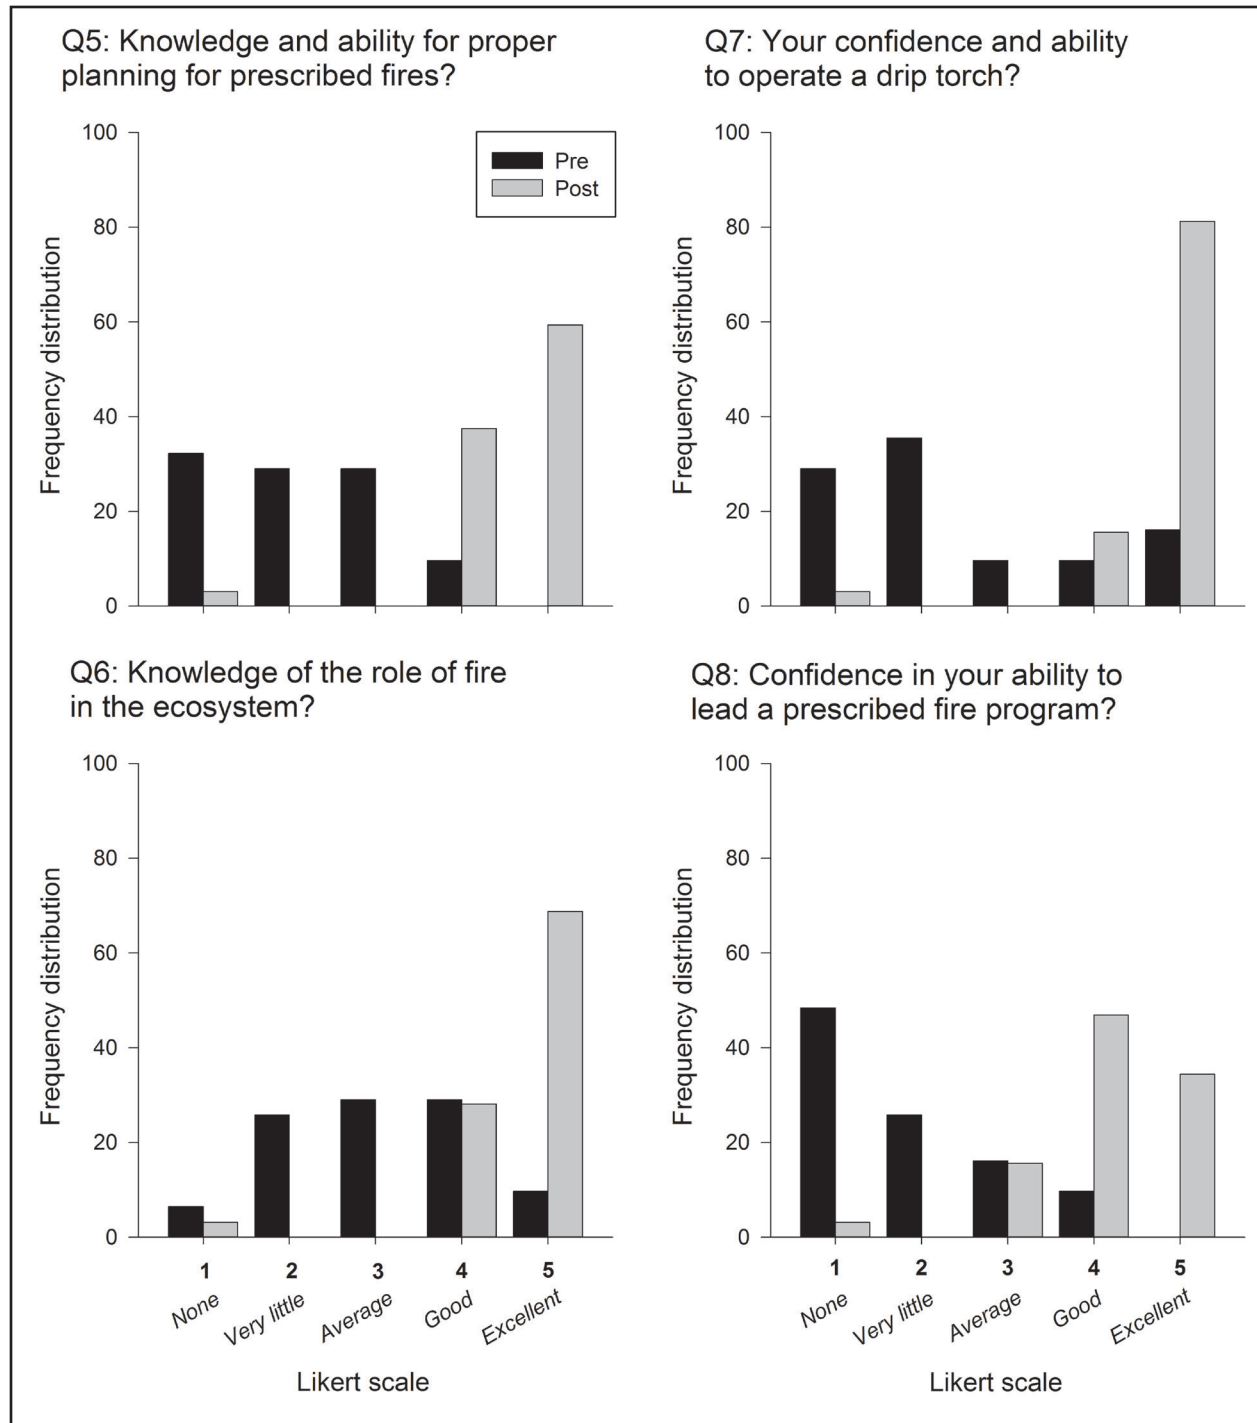 Q5: Knowledge and ability for proper
planning for prescribed fires?
100
80
60
40
20
0
Frequency distribution
Pre
Post
Q7: Your confidence and ability
to operate a drip torch?
100
80
60
40
20
0
Frequency distribution
Q6: Knowledge of the role of fire
in the ecosystem?
100
80
60
40
20
0
Frequency distribution
1 2 3 4 5
None Very little Average Good Excellent
Likert scale
Q8: Confidence in your ability to
lead a prescribed fire program?
100
80
60
40
20
0
Frequency distribution
1 2 3 4 5
None Very little Average Good Excellent
Likert scale